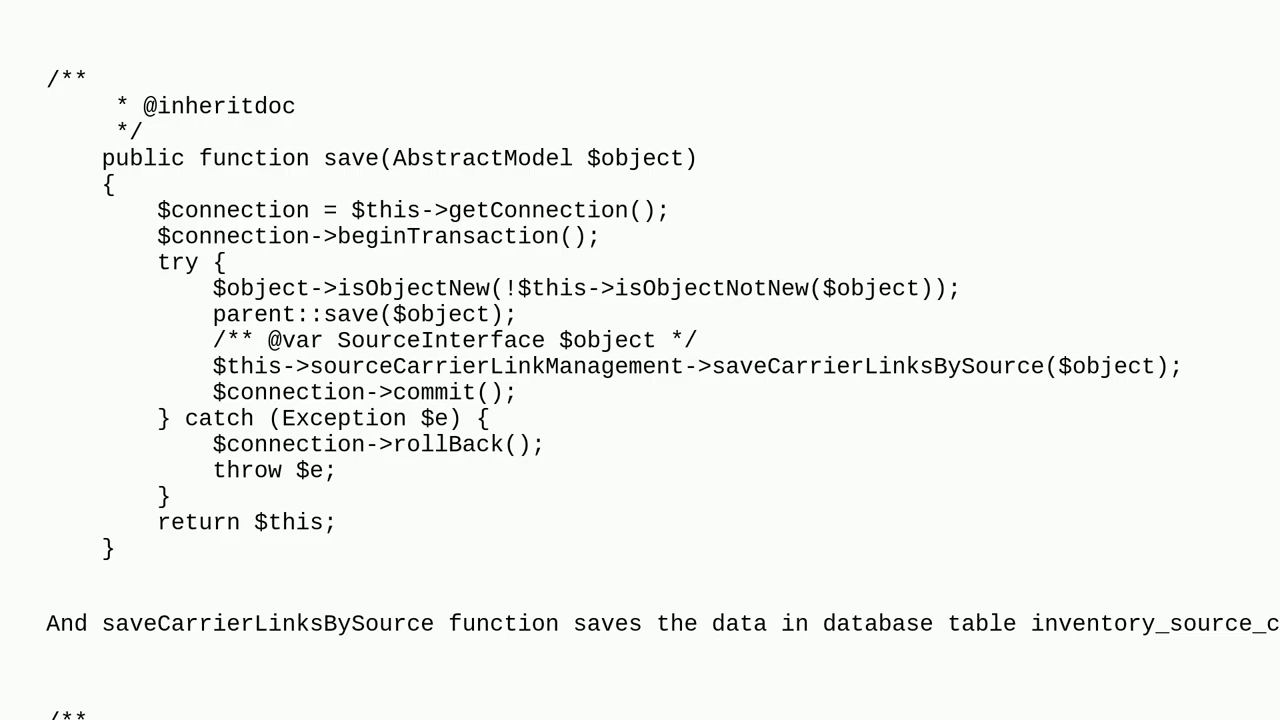 /**
     * @inheritdoc
     */
    public function save(AbstractModel $object)
    {
        $connection = $this->getConnection();
        $connection->beginTransaction();
        try {
            $object->isObjectNew(!$this->isObjectNotNew($object));
            parent::save($object);
            /** @var SourceInterface $object */
            $this->sourceCarrierLinkManagement->saveCarrierLinksBySource($object);
            $connection->commit();
        } catch (Exception $e) {
            $connection->rollBack();
            throw $e;
        }
        return $this;
    }
And saveCarrierLinksBySource function saves the data in database table inventory_source_c
/**